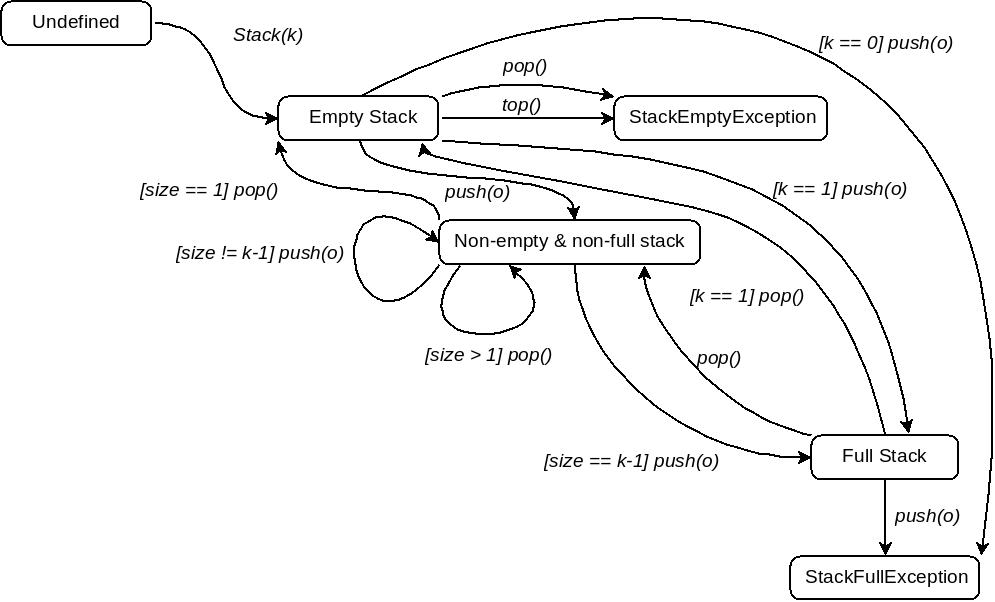 Undefined
Stack(k)
[k == 0] push(o)
pop()
top()
Empty Stack
StackEmptyException
[size == 1] pop()
push(o)
[k == 1] push(o)
Non-empty & non-full stack
[size != k-1] push(o)
[k == 1] pop()
[size > 1] pop()
pop()
[size == k-1] push(o)
Full Stack
push(o)
StackFullException